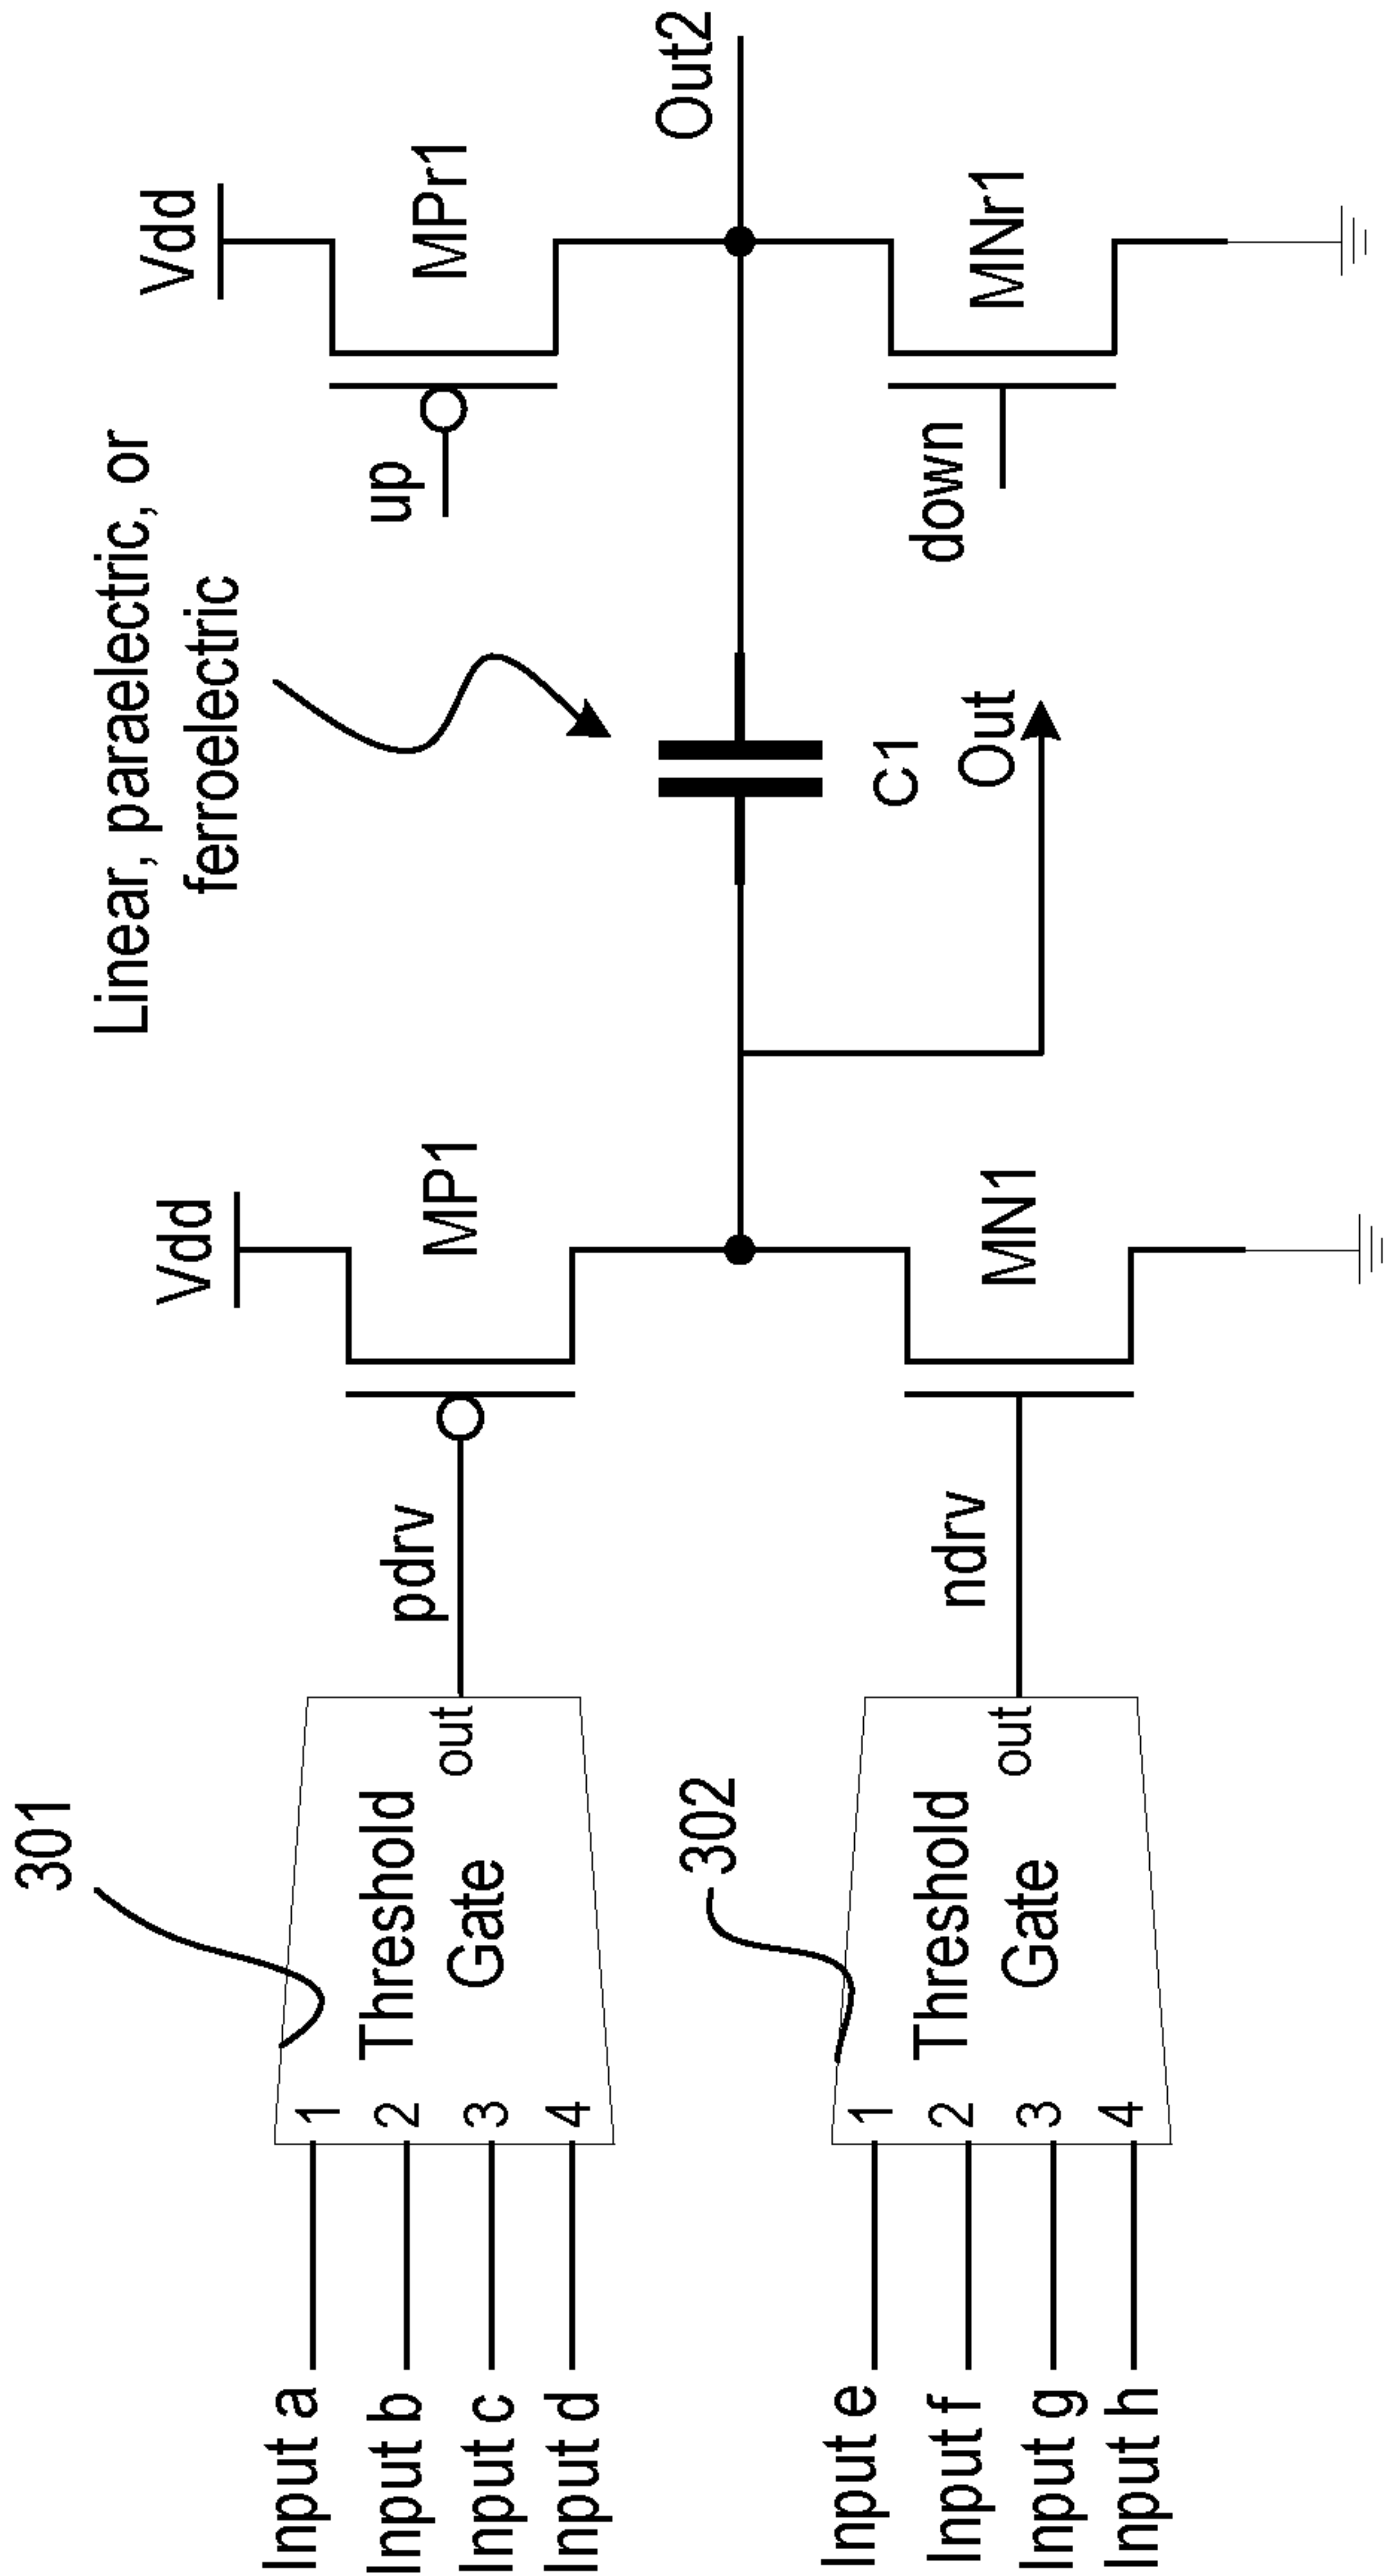 Linear, paraelectric, or
ferroelectric
Vdd
Vdd
301
pdrv
MP1
up
MPr1
Input a
Input b
Input c
Input d
1
2
3
4
Threshold
Gate
out
Out2
C1
Out
302
ndrv
MN1
down
MNr1
Input e
Input f
Input g
Input h
1
2
3
4
Threshold
Gate
out